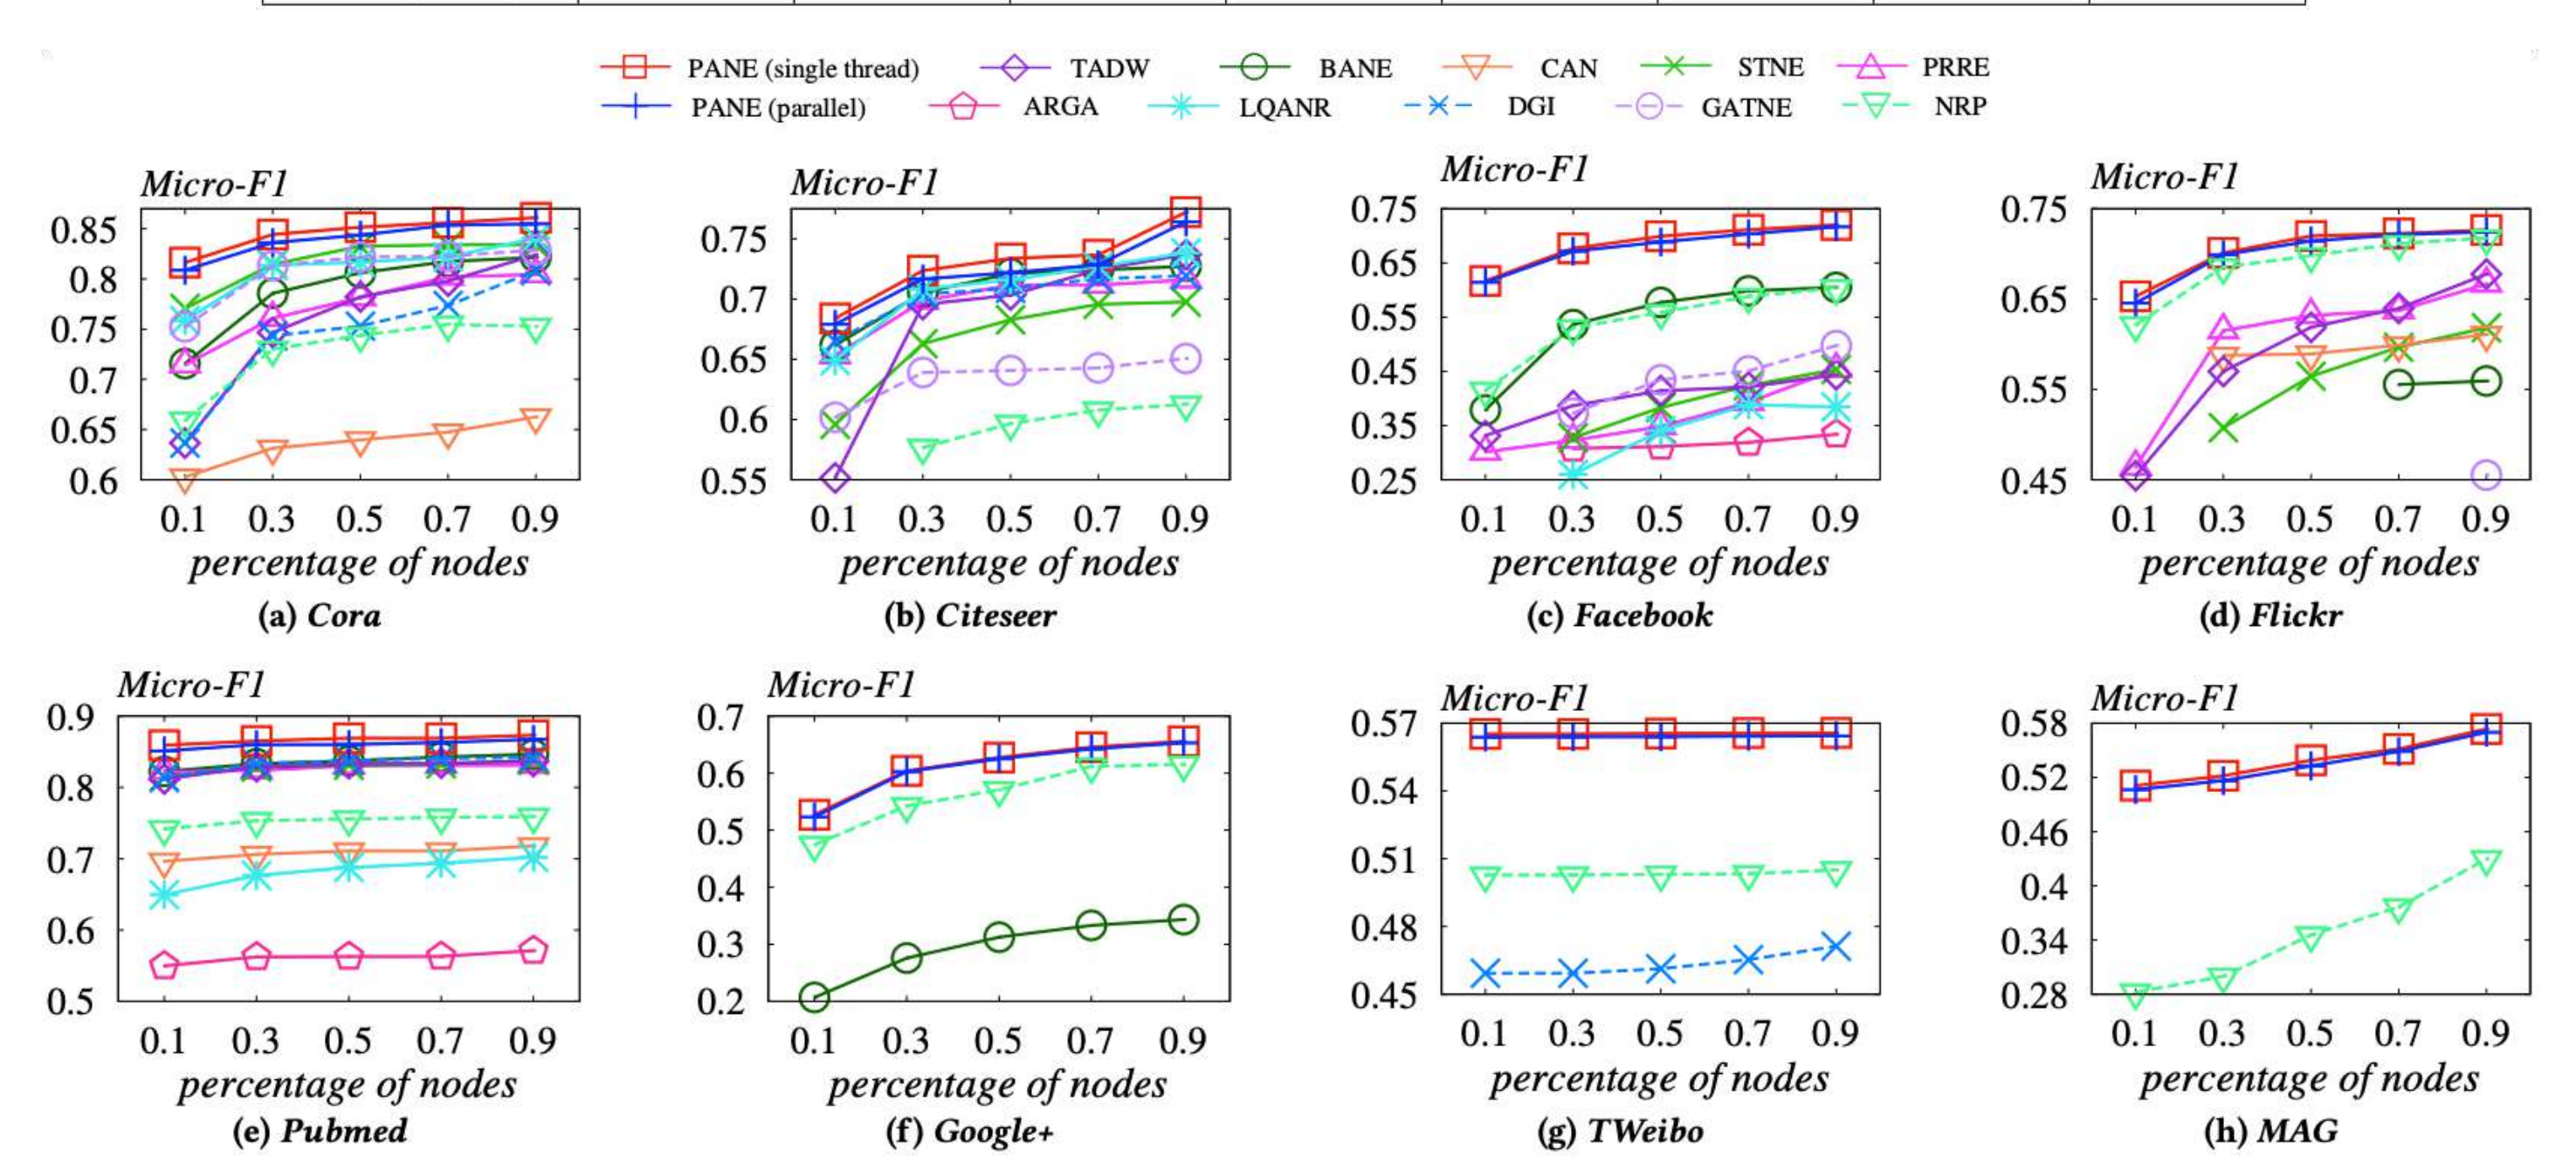 PANE (single thread) TADW BANE CAN STNE PRRE
PANE (parallel) ARGA LQANR DGI GATNE NRP
Micro-F1
0.85
0.8
0.75
0.7
0.65
0.6
0.1 0.3 0.5 0.7 0.9
percentage of nodes
(a) Cora
Micro-F1
0.75
0.7
0.65
0.6
0.55
0.1 0.3 0.5 0.7 0.9
percentage of nodes
(b) Citeseer
Micro-F1
0.75
0.65
0.55
0.45
0.35
0.25
0.1 0.3 0.5 0.7 0.9
percentage of nodes
(c) Facebook
Micro-F1
0.75
0.65
0.55
0.45
0.1 0.3 0.5 0.7 0.9
percentage of nodes
(d) Flickr
Micro-F1
0.9
0.8
0.7
0.6
0.5
0.1 0.3 0.5 0.7 0.9
percentage of nodes
(e) Pubmed
Micro-F1
0.7
0.6
0.5
0.4
0.3
0.2
0.1 0.3 0.5 0.7 0.9
percentage of nodes
(f) Google+
Micro-F1
0.57
0.54
0.51
0.48
0.45
0.1 0.3 0.5 0.7 0.9
percentage of nodes
(g) TWeibo
Micro-F1
0.58
0.52
0.46
0.4
0.34
0.28
0.1 0.3 0.5 0.7 0.9
percentage of nodes
(h) MAG